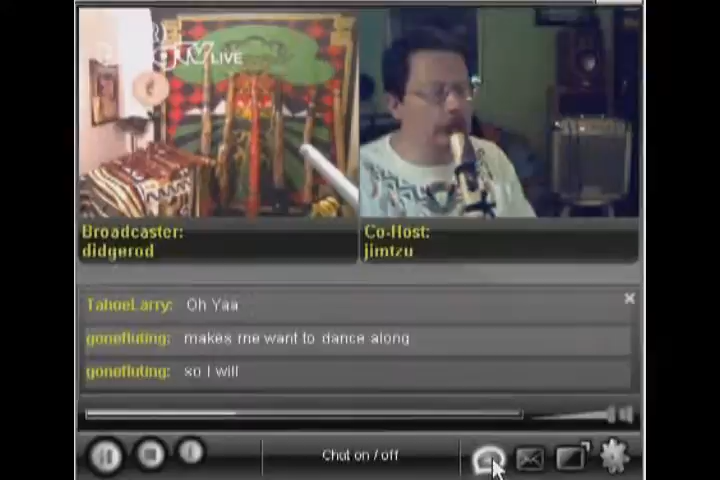 LIVE
Broadcaster:
didgerod
Co-Host:
jimtzu
TahoeLarry: Oh Yaa
gonefluting: makes me want to dance along
gonefluting: so I will
Chat on / off